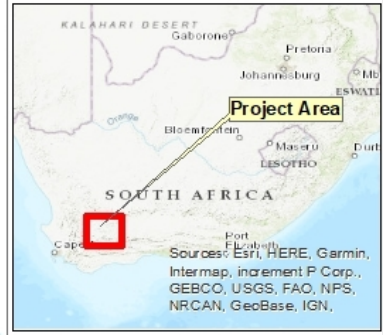 KALAHARI DESERT
Gaborone
Pretoria
Johannesburg
Mb
ESWATI
Orange
Project Area
Bloemfontein
Maseru
Durb
LESOTHO
SOUTH AFRICA
Port
Elizabeth
Cape
Sources: Esri, HERE, Garmin,
Intermap, increment P Corp.,
GEBCO, USGS, FAO, NPS,
NRCAN, GeoBase, IGN,